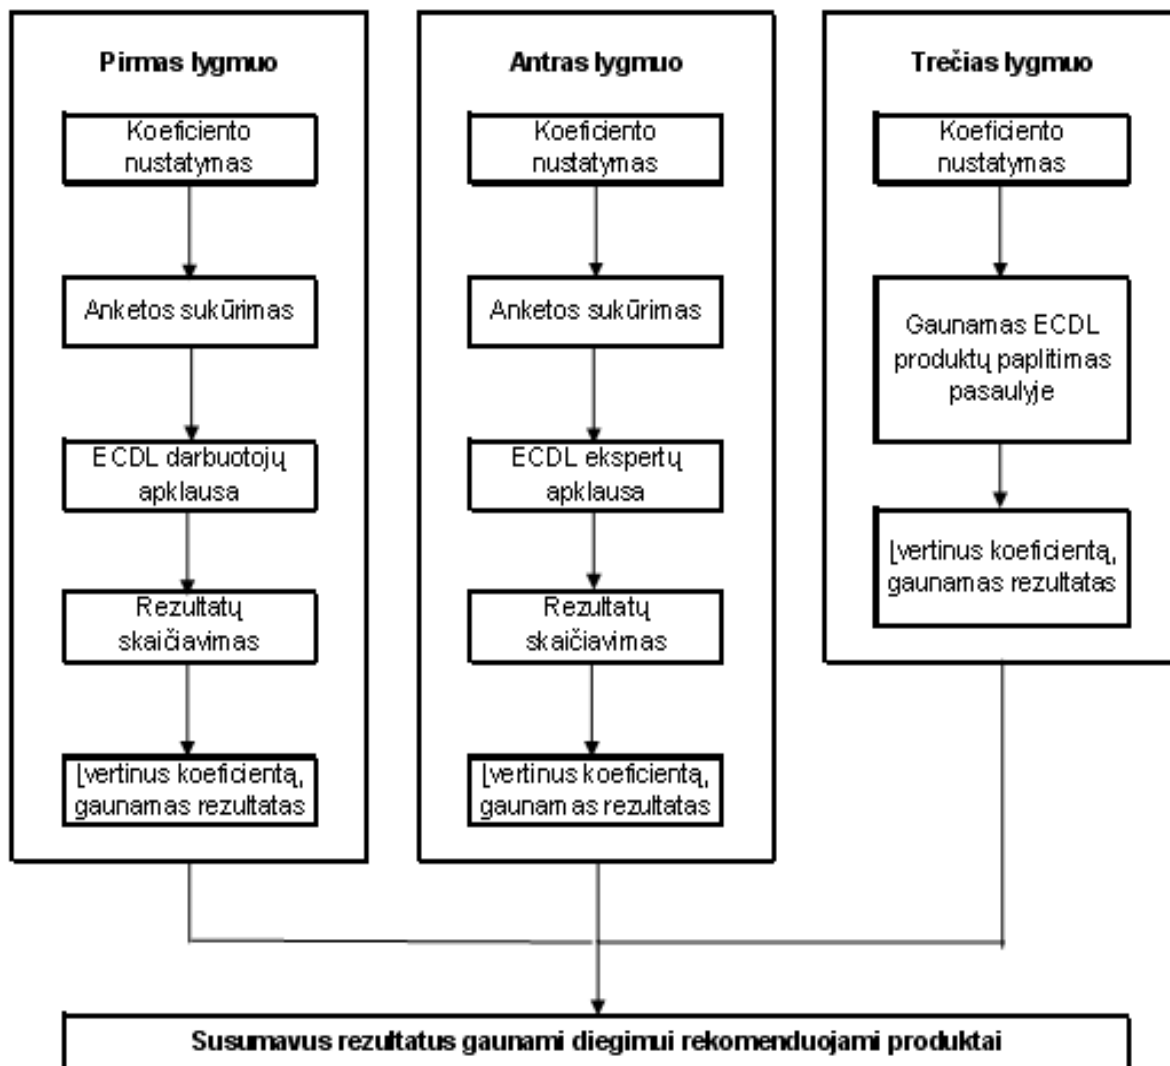 Pirmas lygmuo
Koeficiento
nustatymas
Anketos sukūrimas
ECDL darbuotojų
apklausa
Rezultatų
skaičiavimas
Įvertinus koeficientą,
gaunamas rezultatas
Antras lygmuo
Koeficiento
nustatymas
Anketos sukūrimas
ECDL ekspertų
apklausa
Rezultatų
skaičiavimas
Įvertinus koeficientą,
gaunamas rezultatas
Trečias lygmuo
Koeficiento
nustatymas
Gaunamas ECDL
produktų paplitimas
pasaulyje
Įvertinus koeficientą,
gaunamas rezultatas
Susumavus rezultatus gaunami diegimui rekomenduojami produktai